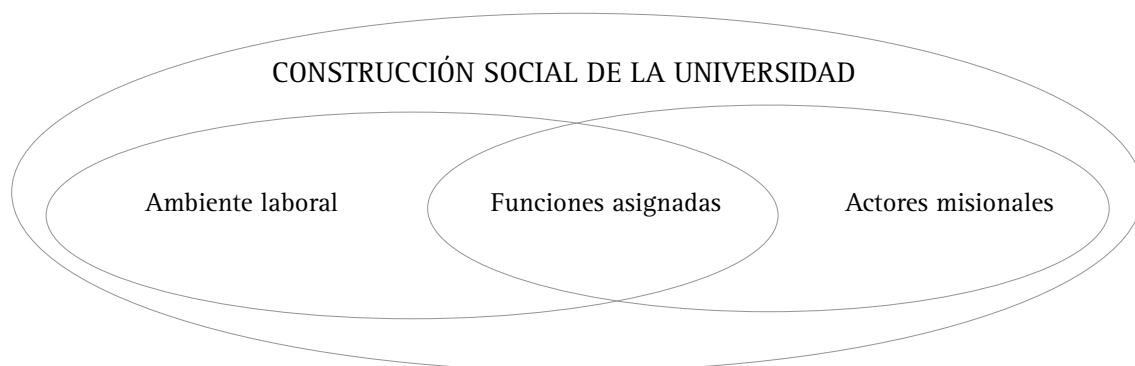 CONSTRUCCIÓN SOCIAL DE LA UNIVERSIDAD
Ambiente laboral
Funciones asignadas
Actores misionales